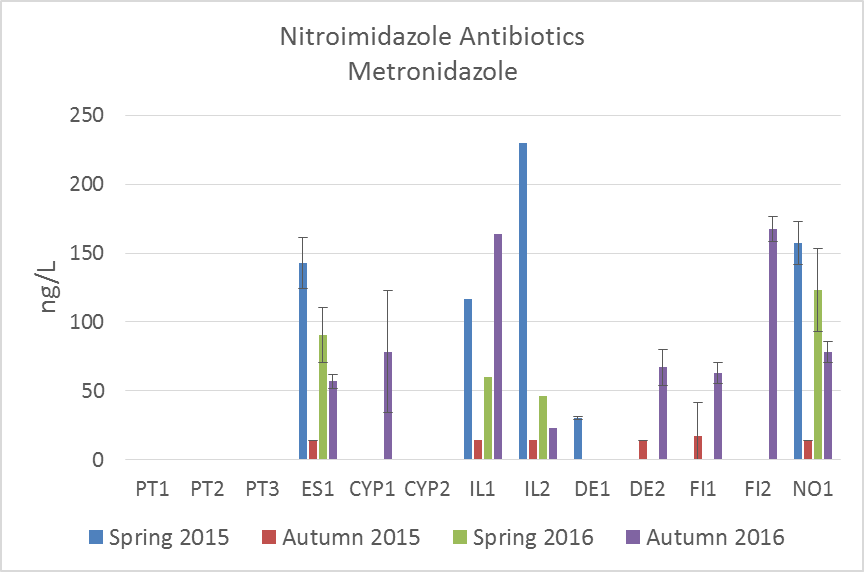 Nitroimidazole Antibiotics
Metronidazole
ng/L
250
200
150
100
50
0
PT1 PT2 PT3 ES1 CYP1 CYP2 IL1 IL2 DE1 DE2 FI1 FI2 NO1
Spring 2015 Autumn 2015 Spring 2016 Autumn 2016